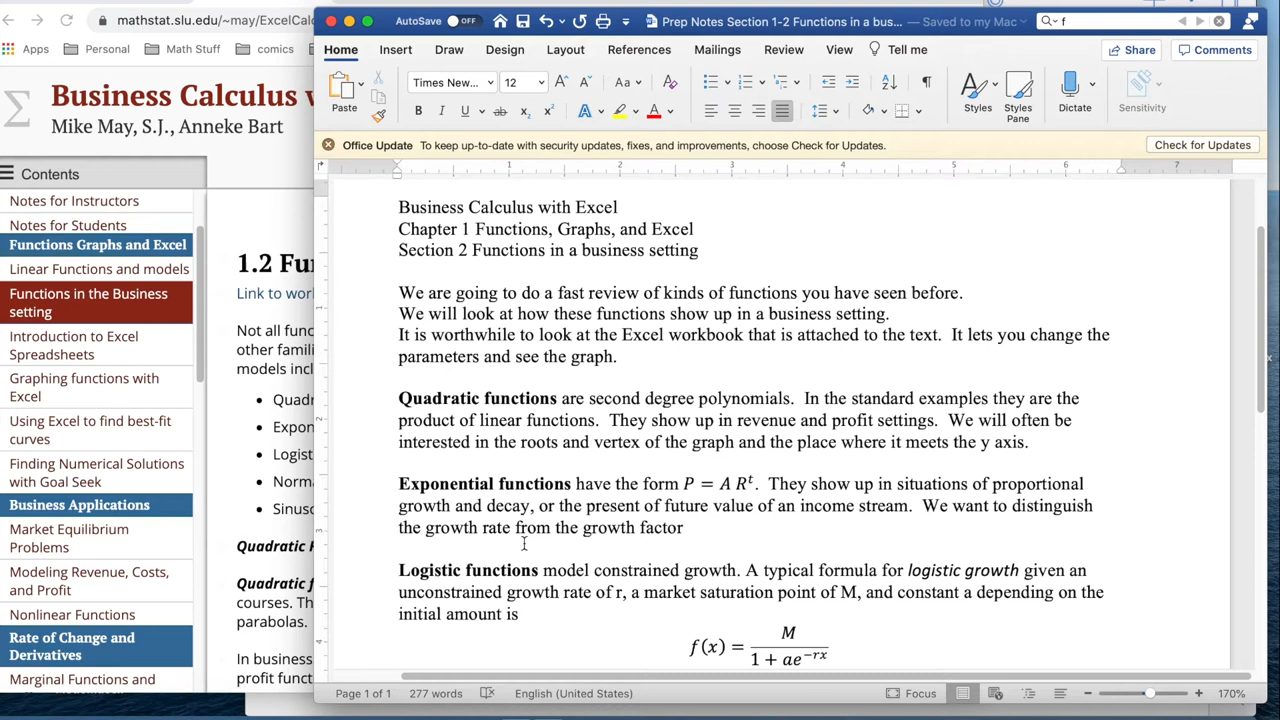 mathstat.slu.edu/~may/ExcelCalc
Apps Personal Math Stuff comics
Business Calculus w
Mike May, S.J., Anneke Bart
Contents
Notes for Instructors
Notes for Students
Functions Graphs and Excel
Linear Functions and models
Functions in the Business
setting
Introduction to Excel
Spreadsheets
Graphing functions with
Excel
Using Excel to find best-fit
curves
Finding Numerical Solutions
with Goal Seek
Business Applications
Market Equilibrium
Problems
Modeling Revenue, Costs,
and Profit
Nonlinear Functions
Rate of Change and
Derivatives
Marginal Functions and
1.2 Fu
Link to wor
Not all func
other famili
models incl
• Quadr
• Expon
• Logist
• Norma
• Sinuso
Quadratic
Quadratic f
courses. Th
parabolas.
In business
profit funct
AutoSave OFF Prep Notes Section 1-2 Functions in a bus... — Saved to my Mac f
Home Insert Draw Design Layout References Mailings Review View Tell me Share Comments
Paste Times New... 12 Styles Styles Pane Dictate Sensitivity
Office Update To keep up-to-date with security updates, fixes, and improvements, choose Check for Updates. Check for Updates
1 2 3 4 5 6 7
Business Calculus with Excel
Chapter 1 Functions, Graphs, and Excel
Section 2 Functions in a business setting
We are going to do a fast review of kinds of functions you have seen before.
We will look at how these functions show up in a business setting.
It is worthwhile to look at the Excel workbook that is attached to the text. It lets you change the
parameters and see the graph.
Quadratic functions are second degree polynomials. In the standard examples they are the
product of linear functions. They show up in revenue and profit settings. We will often be
interested in the roots and vertex of the graph and the place where it meets the y axis.
Exponential functions have the form P = A R^t. They show up in situations of proportional
growth and decay, or the present of future value of an income stream. We want to distinguish
the growth rate from the growth factor
Logistic functions model constrained growth. A typical formula for logistic growth given an
unconstrained growth rate of r, a market saturation point of M, and constant a depending on the
initial amount is
f(x) = M / (1 + ae^−rx)
Page 1 of 1 277 words English (United States) Focus 170%